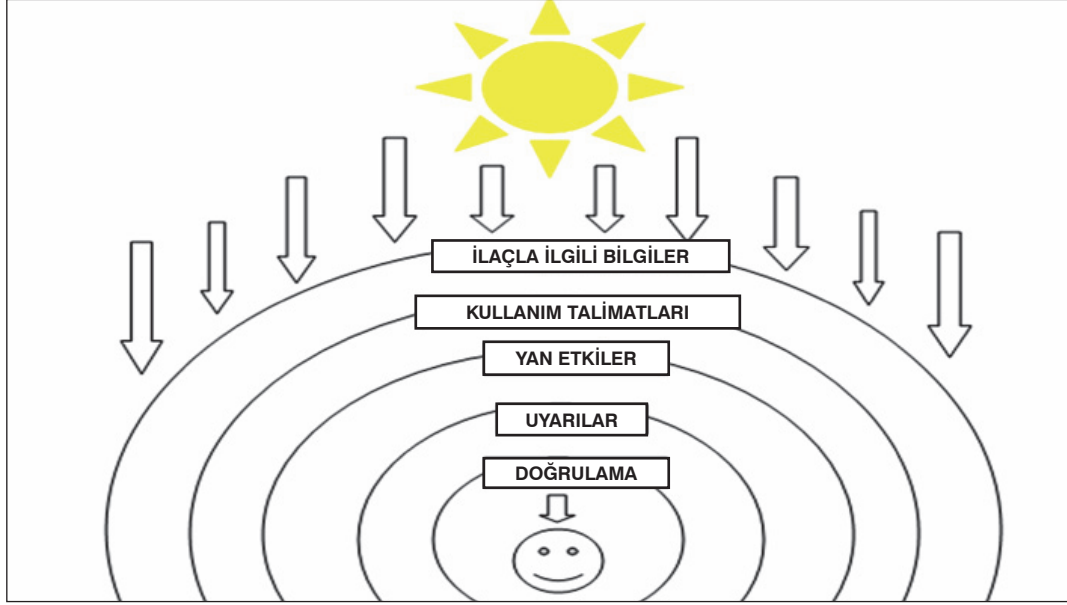 İLAÇLA İLGİLİ BİLGİLER
KULLANIM TALİMATLARI
YAN ETKİLER
UYARILAR
DOĞRULAMA